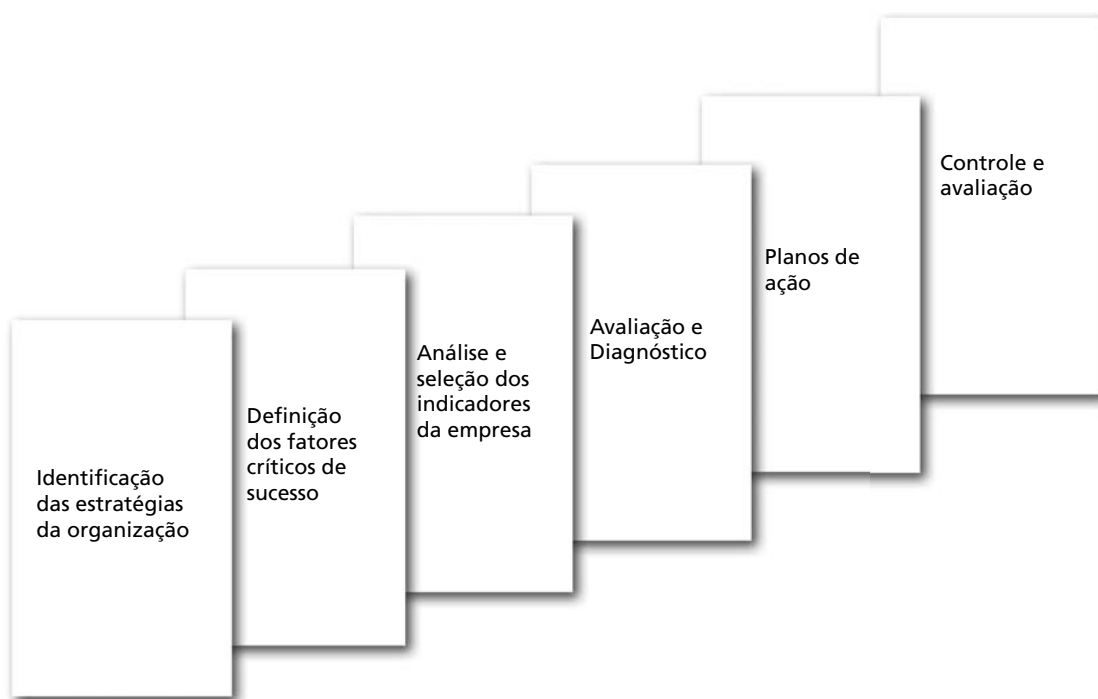 Identificação
das estratégias
da organização
Definição
dos fatores
críticos de
sucesso
Análise e
seleção dos
indicadores
da empresa
Avaliação e
Diagnóstico
Planos de
ação
Controle e
avaliação